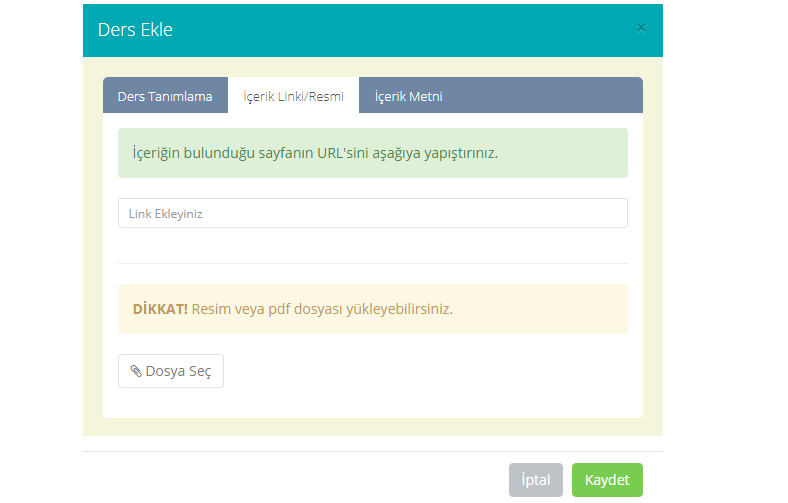 Ders Ekle
×
Ders Tanımlama İçerik Linki/Resmi İçerik Metni
İçeriğin bulunduğu sayfanın URL'sini aşağıya yapıştırınız.
Link Ekleyiniz
DİKKAT! Resim veya pdf dosyası yükleyebilirsiniz.
Dosya Seç
İptal Kaydet